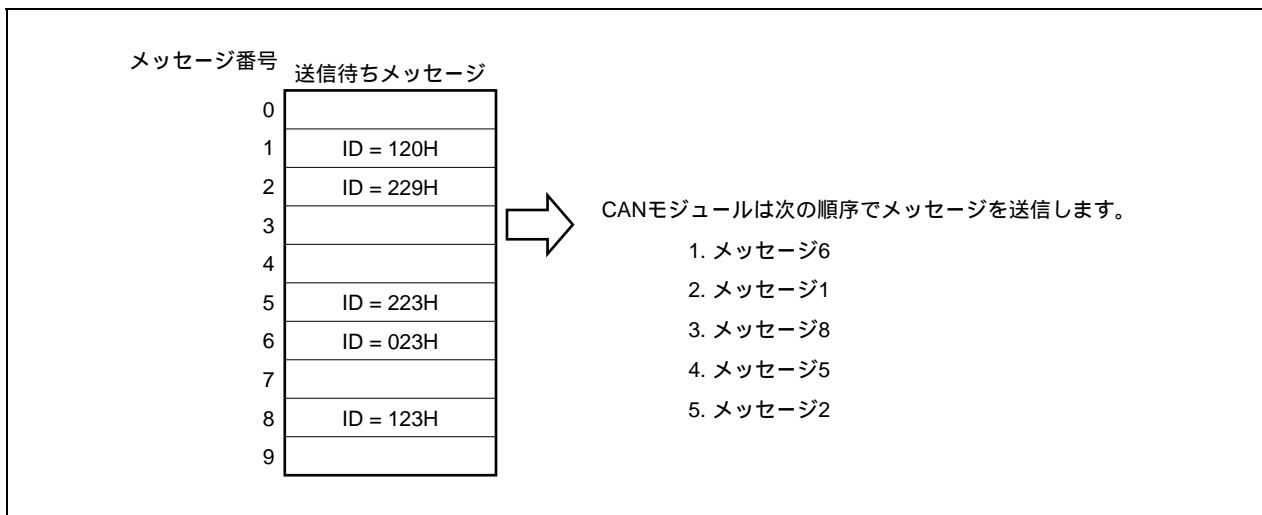 メッセージ番号
送信待ちメッセージ
0
1 ID = 120H
2 ID = 229H
3
4
5 ID = 223H
6 ID = 023H
7
8 ID = 123H
9
CANモジュールは次の順序でメッセージを送信します。
1. メッセージ6
2. メッセージ1
3. メッセージ8
4. メッセージ5
5. メッセージ2